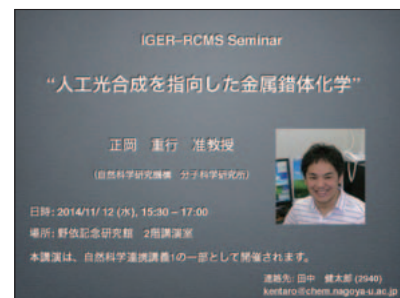 IGER-RCMS Seminar
“人工光合成を指向した金属錯体化学”
正岡 重行 准教授
(自然科学研究機構 分子科学研究所)
日時: 2014/11/12 (水), 15:30 – 17:00
場所: 野依記念研究館 2階講演室
本講演は、自然科学連携講義1の一部として開催されます。
連絡先: 田中 健太郎 (2940)
kentaro@chem.nagoya-u.ac.jp